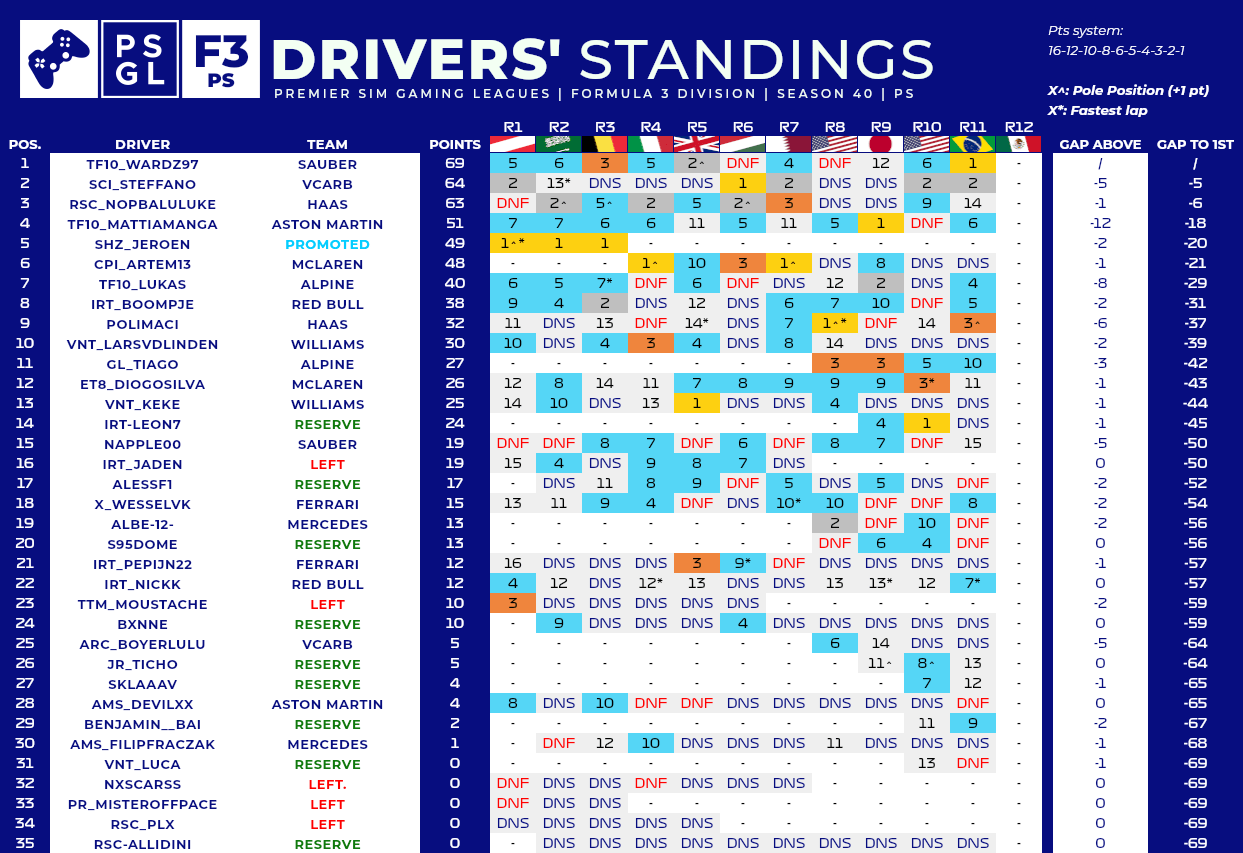 PS
GL
F3
PS
DRIVERS' STANDINGS
PREMIER SIM GAMING LEAGUES | FORMULA 3 DIVISION | SEASON 40 | PS
Pts system:
16-12-10-8-6-5-4-3-2-1
X^: Pole Position (+1 pt)
X*: Fastest lap
POS. DRIVER TEAM POINTS R1 R2 R3 R4 R5 R6 R7 R8 R9 R10 R11 R12 GAP ABOVE GAP TO 1ST
1 TF10_WARDZ97 SAUBER 69 5 6 3 5 2^ DNF 4 DNF 12 6 1 - / /
2 SCI_STEFFANO VCARB 64 2 13* DNS DNS DNS 1 2 DNS DNS 2 2 - -5 -5
3 RSC_NOPBALULUKE HAAS 63 DNF 2^ 5^ 2 5 2^ 3 DNS DNS 9 14 - -1 -6
4 TF10_MATTIAMANGA ASTON MARTIN 51 7 7 6 6 11 5 11 5 1 DNF 6 - -12 -18
5 SHZ_JEROEN PROMOTED 49 1^* 1 1 - - - - - - - - - -2 -20
6 CPI_ARTEM13 MCLAREN 48 - - - 1^ 10 3 1^ DNS 8 DNS DNS - -1 -21
7 TF10_LUKAS ALPINE 40 6 5 7* DNF 6 DNF DNS 12 2 DNS 4 - -8 -29
8 IRT_BOOMPJE RED BULL 38 9 4 2 DNS 12 DNS 6 7 10 DNF 5 - -2 -31
9 POLIMACI HAAS 32 11 DNS 13 DNF 14* DNS 7 1^* DNF 14 3^ - -6 -37
10 VNT_LARSVDLINDEN WILLIAMS 30 10 DNS 4 3 4 DNS 8 14 DNS DNS DNS - -2 -39
11 GL_TIAGO ALPINE 27 - - - - - - - 3 3 5 10 - -3 -42
12 ET8_DIOGOSILVA MCLAREN 26 12 8 14 11 7 8 9 9 9 3* 11 - -1 -43
13 VNT_KEKE WILLIAMS 25 14 10 DNS 13 1 DNS DNS 4 DNS DNS DNS - -1 -44
14 IRT-LEON7 RESERVE 24 - - - - - - - - 4 1 DNS - -1 -45
15 NAPPLE00 SAUBER 19 DNF DNF 8 7 DNF 6 DNF 8 7 DNF 15 - -5 -50
16 IRT_JADEN LEFT 19 15 4 DNS 9 8 7 DNS - - - - - 0 -50
17 ALESSF1 RESERVE 17 - DNS 11 8 9 DNF 5 DNS 5 DNS DNF - -2 -52
18 X_WESSELVK FERRARI 15 13 11 9 4 DNF DNS 10* 10 DNF DNF 8 - -2 -54
19 ALBE-12- MERCEDES 13 - - - - - - - 2 DNF 10 DNF - -2 -56
20 S95DOME RESERVE 13 - - - - - - - DNF 6 4 DNF - 0 -56
21 IRT_PEPIJN22 FERRARI 12 16 DNS DNS DNS 3 9* DNF DNS DNS DNS DNS - -1 -57
22 IRT_NICKK RED BULL 12 4 12 DNS 12* 13 DNS DNS 13 13* 12 7* - 0 -57
23 TTM_MOUSTACHE LEFT 10 3 DNS DNS DNS DNS DNS - - - - - - -2 -59
24 BXNNE RESERVE 10 - 9 DNS DNS DNS 4 DNS DNS DNS DNS DNS - 0 -59
25 ARC_BOYERLULU VCARB 5 - - - - - - - 6 14 DNS DNS - -5 -64
26 JR_TICHO RESERVE 5 - - - - - - - - 11^ 8^ 13 - 0 -64
27 SKLAAAV RESERVE 4 - - - - - - - - - 7 12 - -1 -65
28 AMS_DEVILXX ASTON MARTIN 4 8 DNS 10 DNF DNF DNS DNS DNS DNS DNS DNF - 0 -65
29 BENJAMIN__BAI RESERVE 2 - - - - - - - - - 11 9 - -2 -67
30 AMS_FILIPFRACZAK MERCEDES 1 - DNF 12 10 DNS DNS DNS 11 DNS DNS DNS - -1 -68
31 VNT_LUCA RESERVE 0 - - - - - - - - - 13 DNF - -1 -69
32 NXSCARSS LEFT. 0 DNF DNS DNS DNF DNS DNS DNS - - - - - 0 -69
33 PR_MISTEROFFPACE LEFT 0 DNF DNS DNS - - - - - - - - - 0 -69
34 RSC_PLX LEFT 0 DNS DNS DNS DNS DNS - - - - - - - 0 -69
35 RSC-ALLIDINI RESERVE 0 - DNS DNS DNS DNS DNS DNS DNS DNS DNS DNS - 0 -69